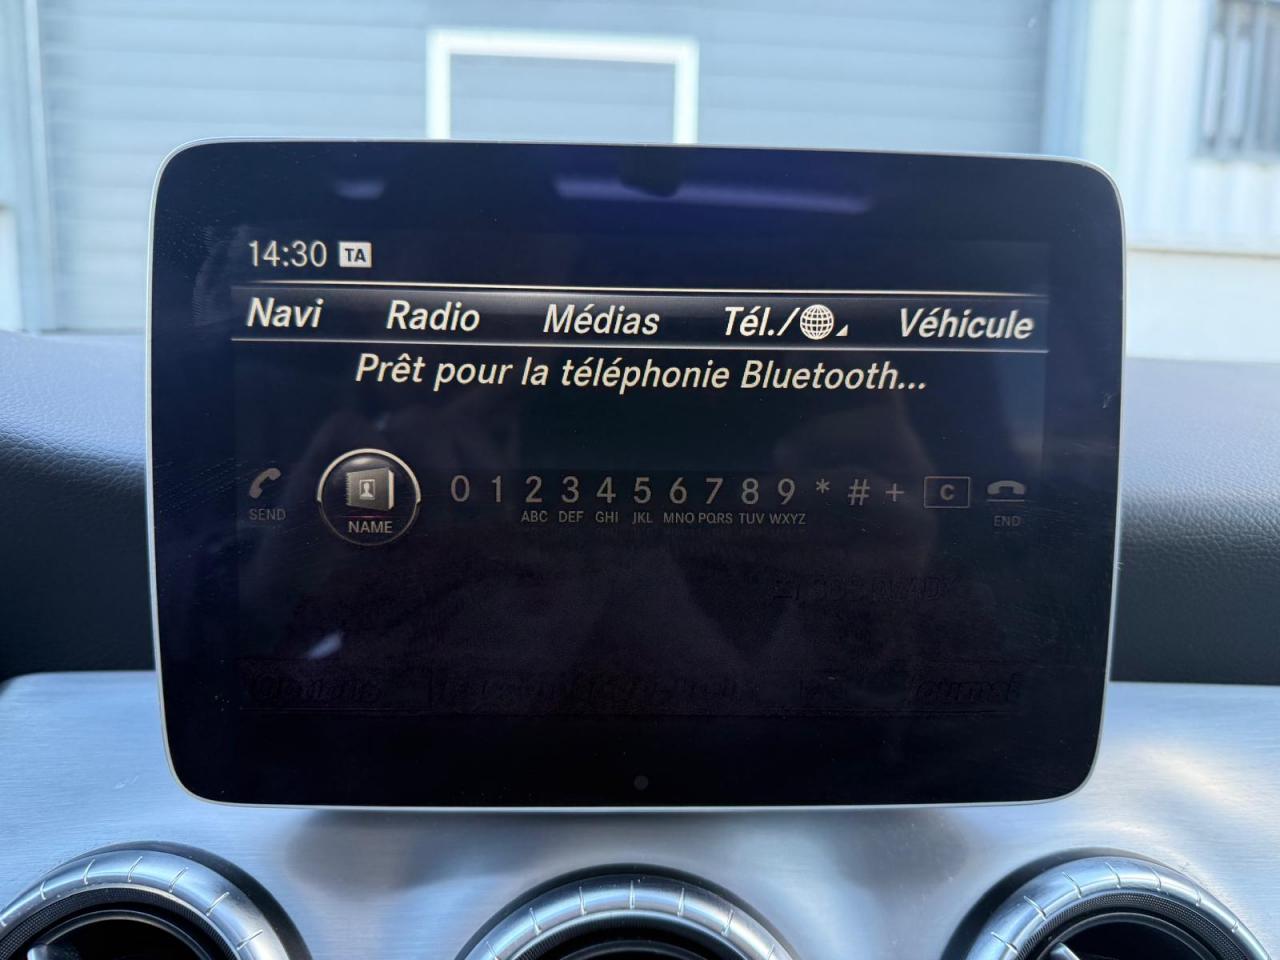 14:30 TA
Navi Radio Médias Tél./ Véhicule
Prêt pour la téléphonie Bluetooth...
SEND NAME 0 1 2 3 4 5 6 7 8 9 * # + C END
ABC DEF GHI JKL MNO PQRS TUV WXYZ